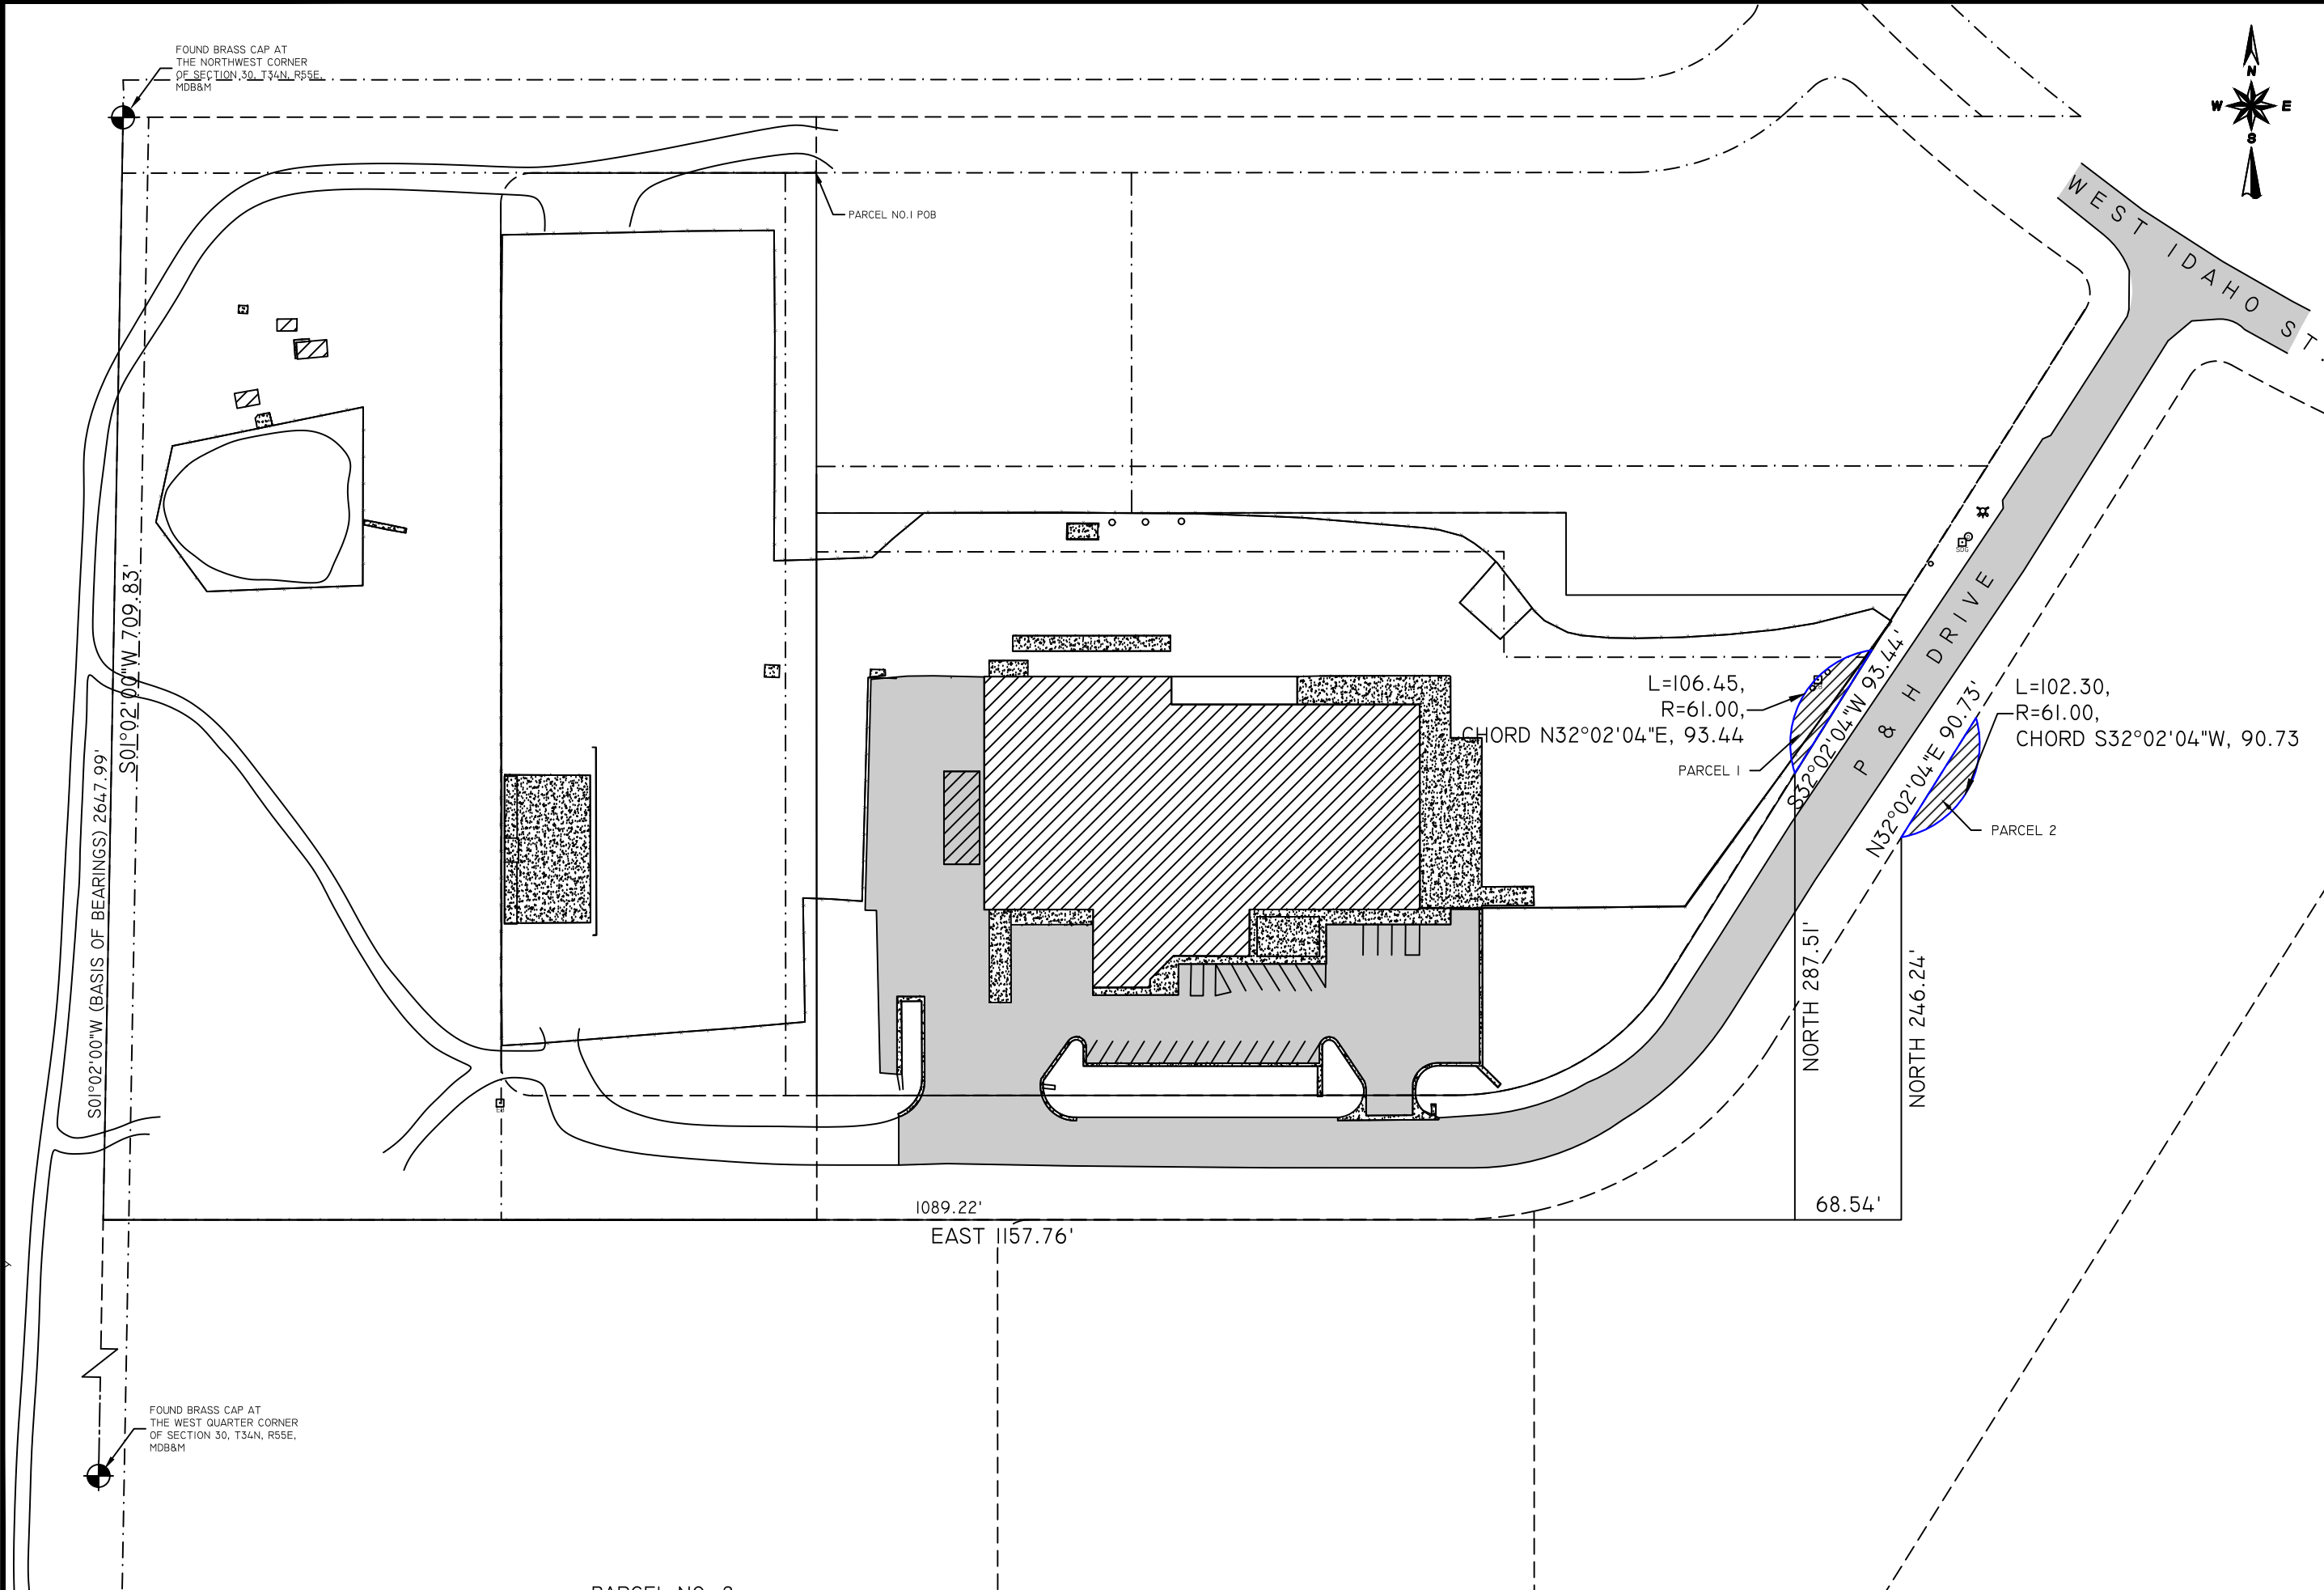 FOUND BRASS CAP AT
THE NORTHWEST CORNER
OF SECTION 30, T34N, R55E,
MDB&M
N
W E
S
WEST IDAHO ST.
PARCEL NO.1 POB
S01°02'00"W 709.83'
S01°02'00"W (BASIS OF BEARINGS) 2647.99'
L=106.45,
R=61.00,
CHORD N32°02'04"E, 93.44
PARCEL 1
S32°02'04"W 93.44'
P & H DRIVE
N32°02'04"E 90.73'
L=102.30,
R=61.00,
CHORD S32°02'04"W, 90.73
PARCEL 2
NORTH 287.51'
NORTH 246.24'
68.54'
1089.22'
EAST 1157.76'
FOUND BRASS CAP AT
THE WEST QUARTER CORNER
OF SECTION 30, T34N, R55E,
MDB&M